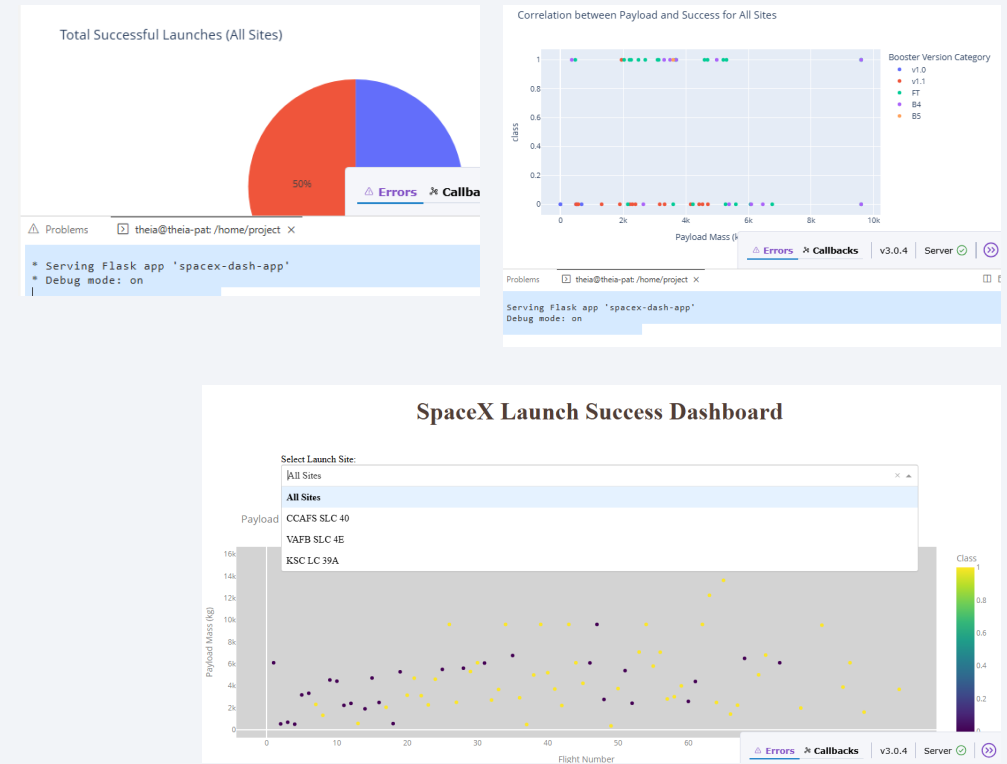 Total Successful Launches (All Sites)
50%
Errors Callba
Problems theia@theia-pat: /home/project ×
* Serving Flask app 'spacex-dash-app'
* Debug mode: on
Correlation between Payload and Success for All Sites
Booster Version Category
v1.0
v1.1
FT
B4
B5
1
0.8
0.6
0.4
0.2
0
class
0 2k 4k 6k 8k 10k
Payload Mass (k
Errors Callbacks v3.0.4 Server
Problems theia@theia-pat: /home/project ×
Serving Flask app 'spacex-dash-app'
Debug mode: on
SpaceX Launch Success Dashboard
Select Launch Site:
All Sites ×
All Sites
CCAFS SLC 40
VAFB SLC 4E
KSC LC 39A
Payload
16k
14k
12k
10k
8k
6k
4k
2k
0
Payload Mass (kg)
Class
1
0.8
0.6
0.4
0.2
0 10 20 30 40 50 60
Flight Number
Errors Callbacks v3.0.4 Server